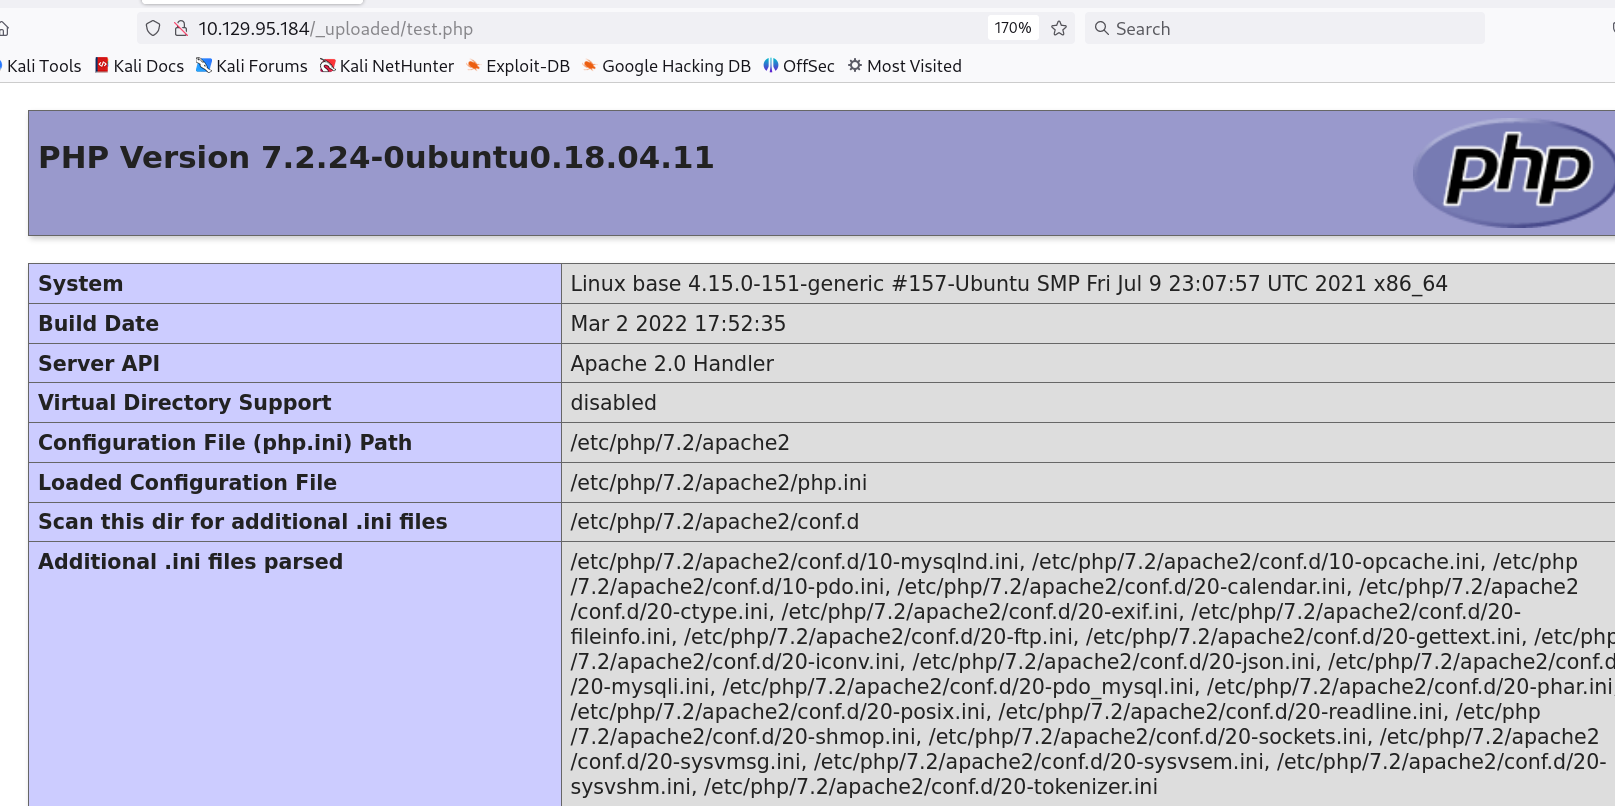 10.129.95.184/_uploaded/test.php 170% Search
Kali Tools Kali Docs Kali Forums Kali NetHunter Exploit-DB Google Hacking DB OffSec Most Visited
PHP Version 7.2.24-0ubuntu0.18.04.11 php
System Linux base 4.15.0-151-generic #157-Ubuntu SMP Fri Jul 9 23:07:57 UTC 2021 x86_64
Build Date Mar 2 2022 17:52:35
Server API Apache 2.0 Handler
Virtual Directory Support disabled
Configuration File (php.ini) Path /etc/php/7.2/apache2
Loaded Configuration File /etc/php/7.2/apache2/php.ini
Scan this dir for additional .ini files /etc/php/7.2/apache2/conf.d
Additional .ini files parsed /etc/php/7.2/apache2/conf.d/10-mysqlnd.ini, /etc/php/7.2/apache2/conf.d/10-opcache.ini, /etc/php
/7.2/apache2/conf.d/10-pdo.ini, /etc/php/7.2/apache2/conf.d/20-calendar.ini, /etc/php/7.2/apache2
/conf.d/20-ctype.ini, /etc/php/7.2/apache2/conf.d/20-exif.ini, /etc/php/7.2/apache2/conf.d/20-
fileinfo.ini, /etc/php/7.2/apache2/conf.d/20-ftp.ini, /etc/php/7.2/apache2/conf.d/20-gettext.ini, /etc/php
/7.2/apache2/conf.d/20-iconv.ini, /etc/php/7.2/apache2/conf.d/20-json.ini, /etc/php/7.2/apache2/conf.d
/20-mysqli.ini, /etc/php/7.2/apache2/conf.d/20-pdo_mysql.ini, /etc/php/7.2/apache2/conf.d/20-phar.ini
/etc/php/7.2/apache2/conf.d/20-posix.ini, /etc/php/7.2/apache2/conf.d/20-readline.ini, /etc/php
/7.2/apache2/conf.d/20-shmop.ini, /etc/php/7.2/apache2/conf.d/20-sockets.ini, /etc/php/7.2/apache2
/conf.d/20-sysvmsg.ini, /etc/php/7.2/apache2/conf.d/20-sysvsem.ini, /etc/php/7.2/apache2/conf.d/20-
sysvshm.ini, /etc/php/7.2/apache2/conf.d/20-tokenizer.ini